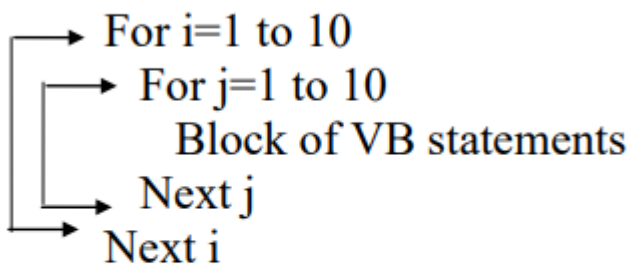 For i=1 to 10
For j=1 to 10
Block of VB statements
Next j
Next i